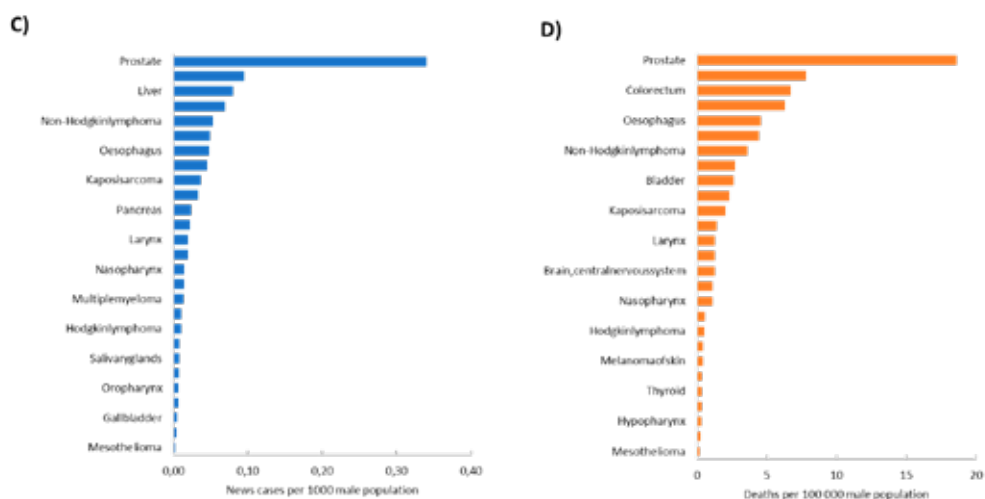 C)
Prostate
Liver
Non-Hodgkinlymphoma
Oesophagus
Kaposisarcoma
Pancreas
Larynx
Nasopharynx
Multiplemyeloma
Hodgkinlymphoma
Salivaryglands
Oropharynx
Gallbladder
Mesothelioma
0,00 0,10 0,20 0,30 0,40
News cases per 1000 male population
D)
Prostate
Colorectum
Oesophagus
Non-Hodgkinlymphoma
Bladder
Kaposisarcoma
Larynx
Brain,centralnervoussystem
Nasopharynx
Hodgkinlymphoma
Melanomaofskin
Thyroid
Hypopharynx
Mesothelioma
0 5 10 15 20
Deaths per 100 000 male population